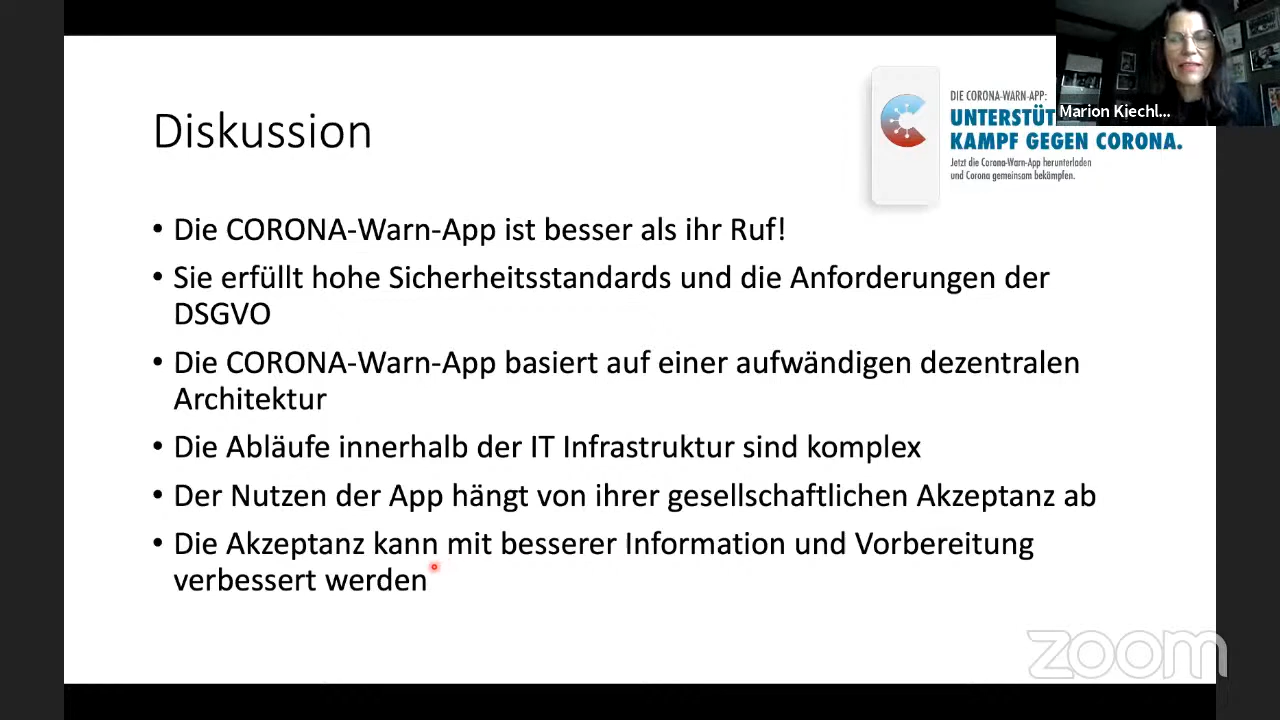 Diskussion
DIE CORONA-WARN-APP:
KAMPF GEGEN CORONA.
Jetzt die Corona-Warn-App herunterladen
und Corona gemeinsam bekämpfen.
Marion Kiechl...
• Die CORONA-Warn-App ist besser als ihr Ruf!
• Sie erfüllt hohe Sicherheitsstandards und die Anforderungen der
DSGVO
• Die CORONA-Warn-App basiert auf einer aufwändigen dezentralen
Architektur
• Die Abläufe innerhalb der IT Infrastruktur sind komplex
• Der Nutzen der App hängt von ihrer gesellschaftlichen Akzeptanz ab
• Die Akzeptanz kann mit besserer Information und Vorbereitung
verbessert werden
zoom